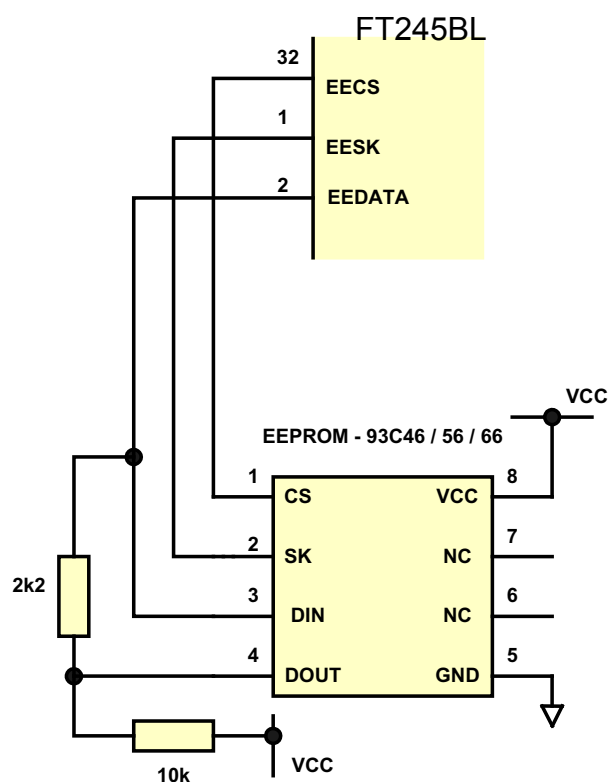 FT245BL
32
EECS
1
EESK
2
EEDATA
VCC
EEPROM - 93C46 / 56 / 66
1
CS
VCC
8
2
SK
NC
7
3
DIN
NC
6
4
DOUT
GND
5
2k2
10k
VCC